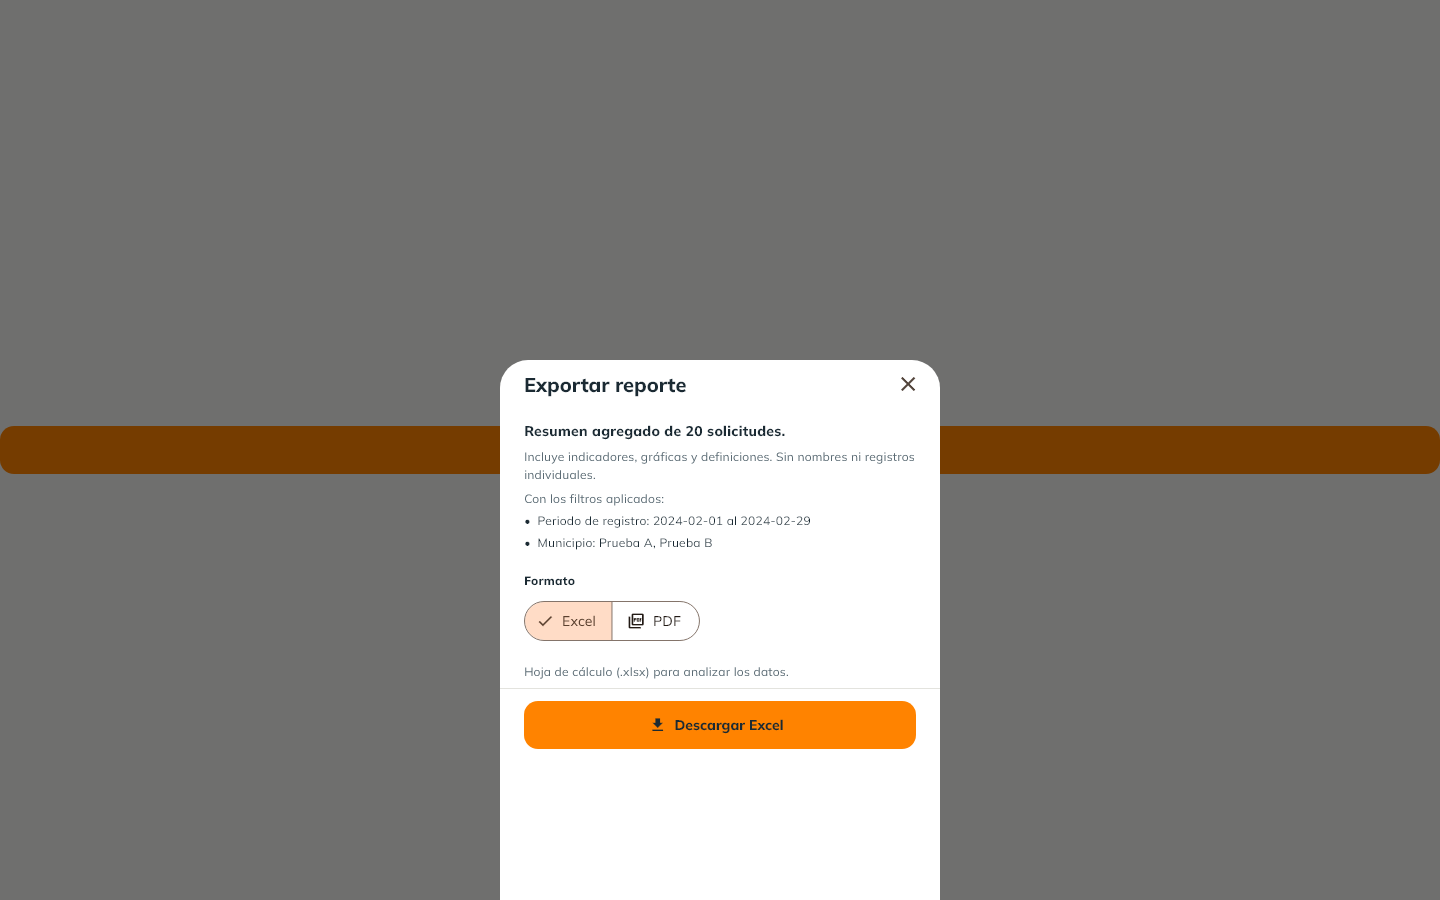 Exportar reporte
Resumen agregado de 20 solicitudes.
Incluye indicadores, gráficas y definiciones. Sin nombres ni registros
individuales.
Con los filtros aplicados:
• Periodo de registro: 2024-02-01 al 2024-02-29
• Municipio: Prueba A, Prueba B
Formato
Excel PDF
Hoja de cálculo (.xlsx) para analizar los datos.
Descargar Excel